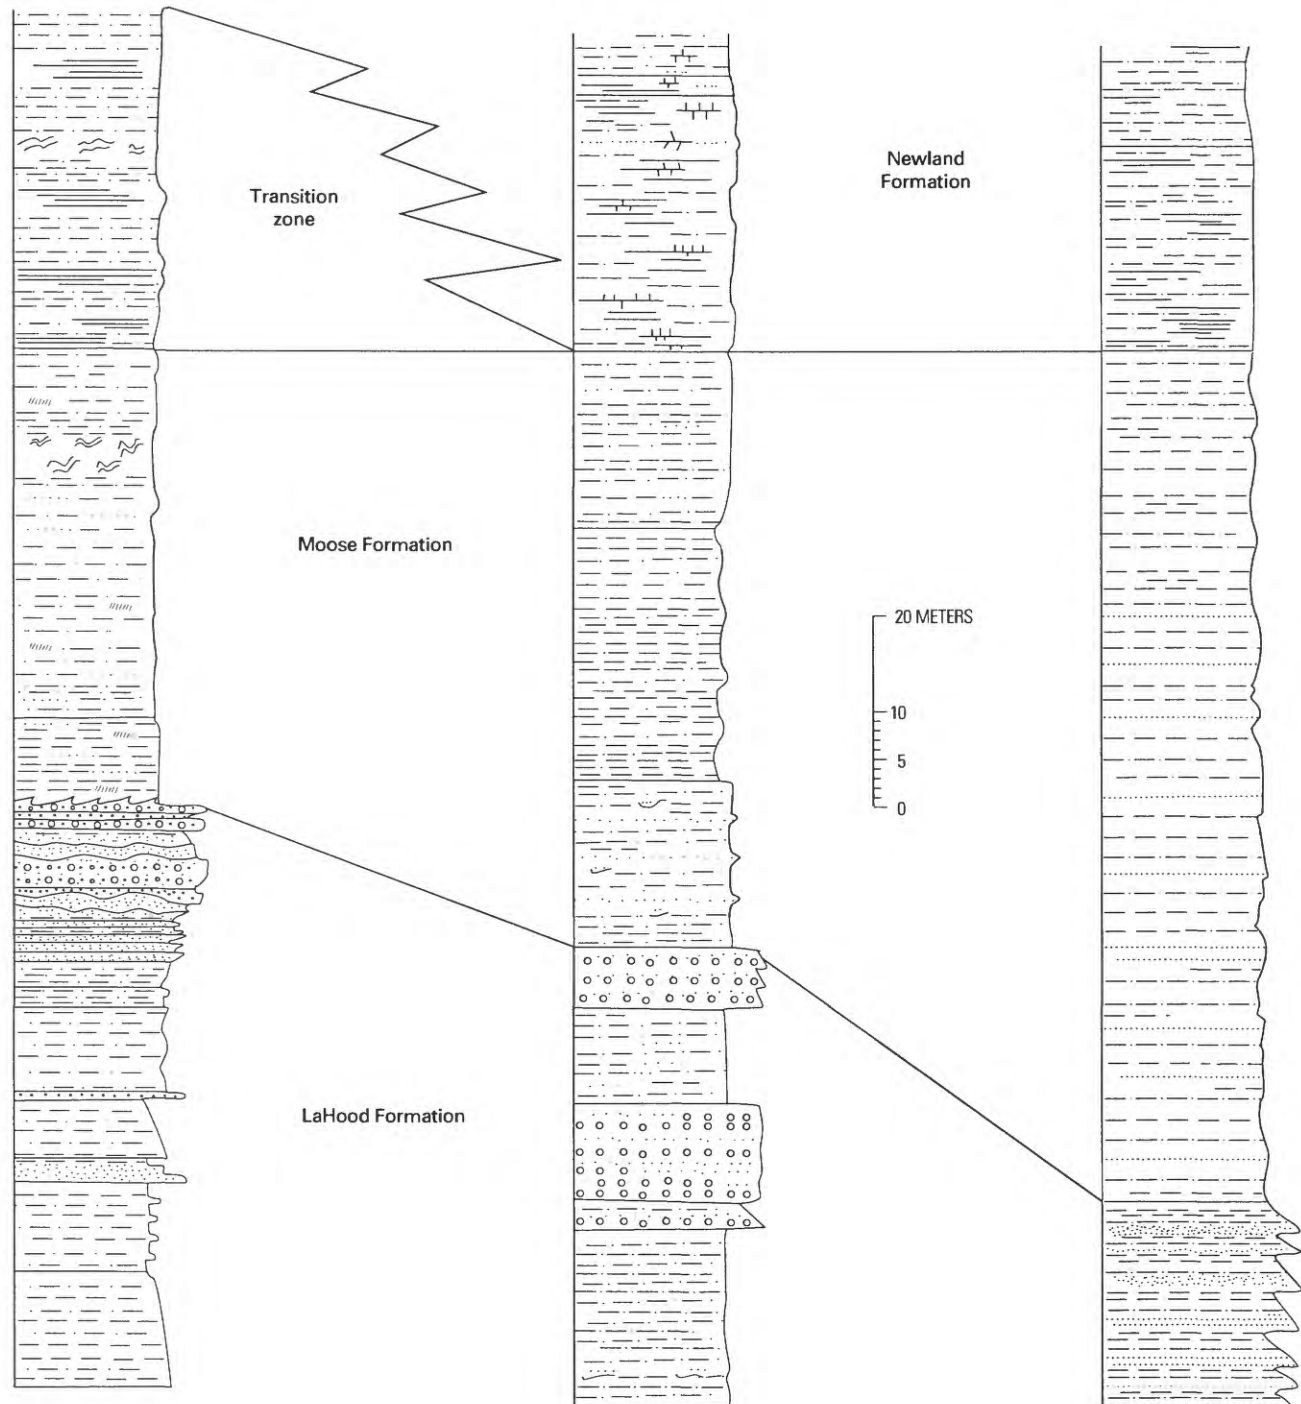 Transition
zone
Newland
Formation
Moose Formation
20 METERS
10
5
0
LaHood Formation